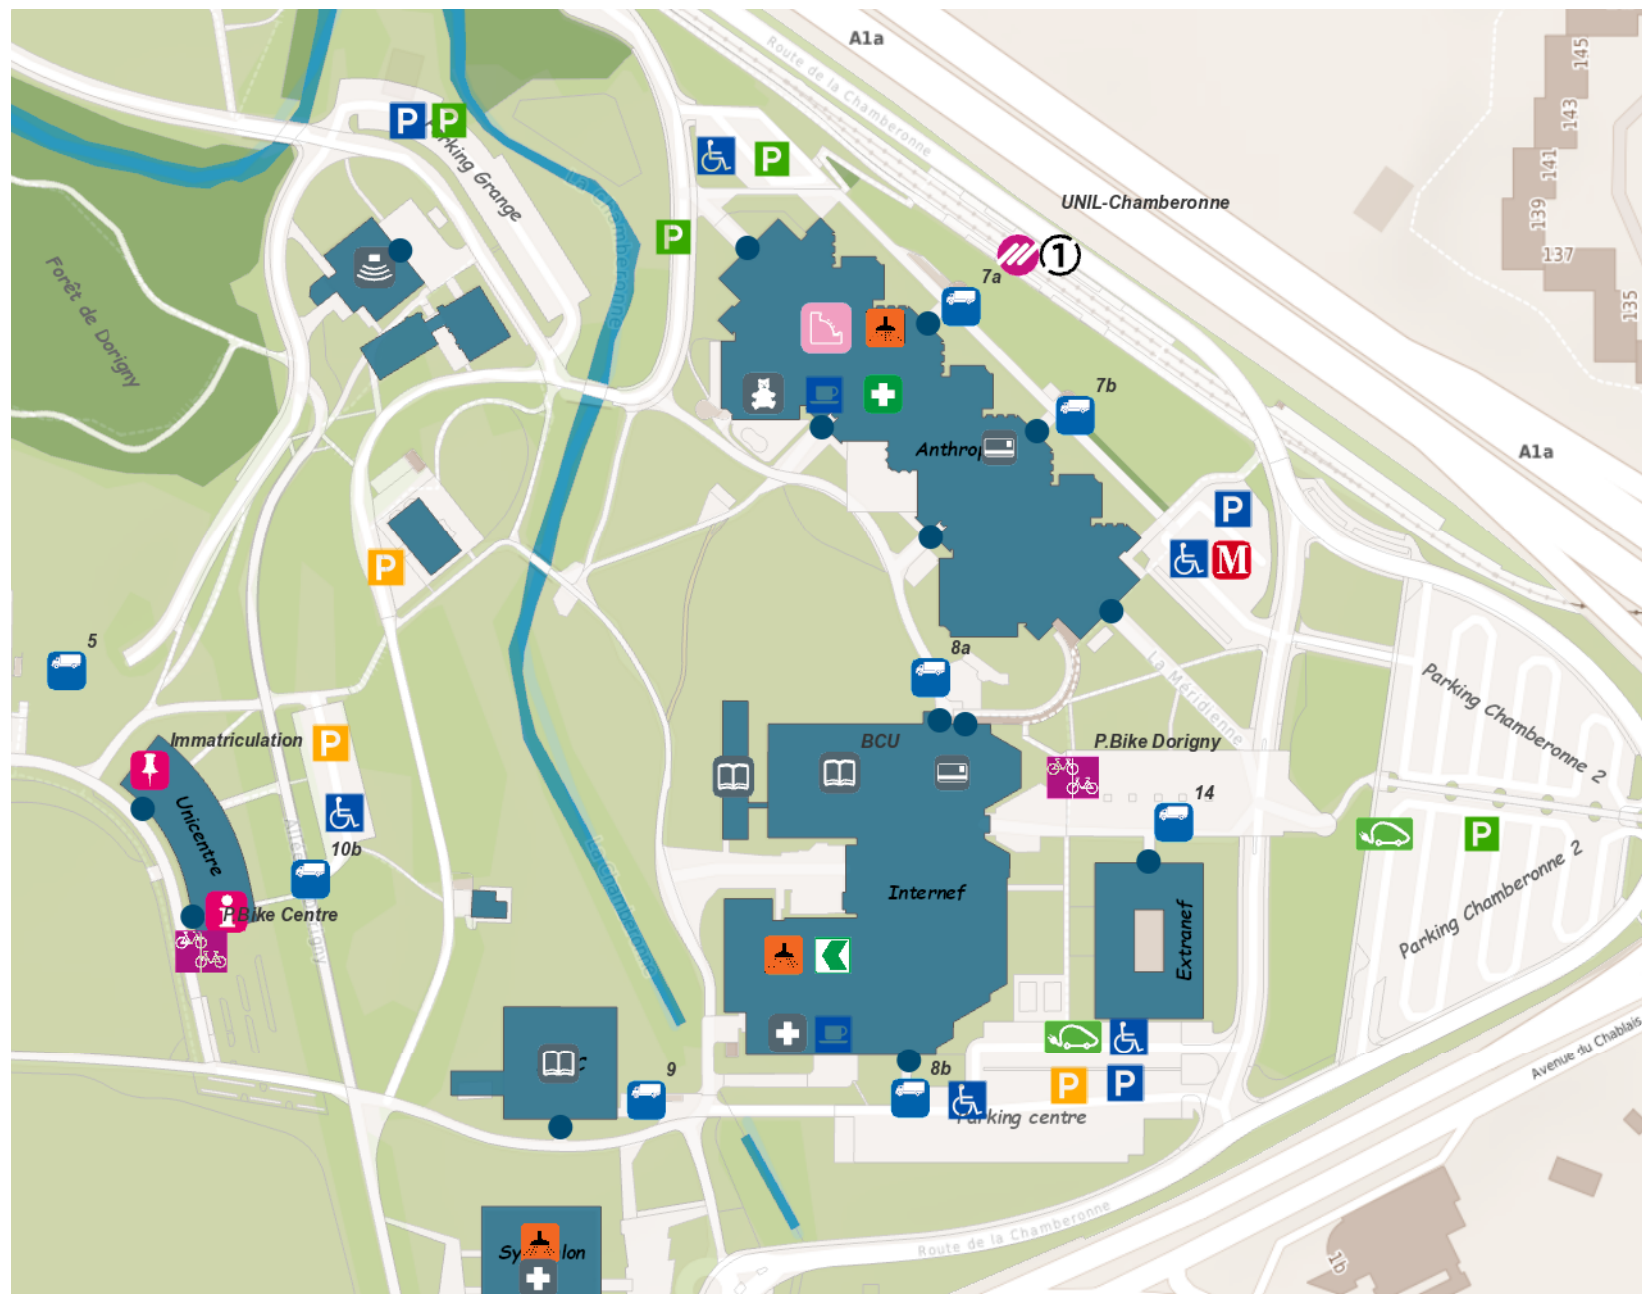 A1a
Route de la Chamberonne
145
143
141
139
137
135
P
P
Parking Grange
P
La Chamberonne
UNIL-Chamberonne
P
1
7a
Forêt de Dorigny
7b
A1a
P
P
M
5
8a
La Méridienne
Parking Chamberonne 2
Immatriculation
P
BCU
P.Bike Dorigny
14
Unicentre
10b
P
Parking Chamberonne 2
Internef
P.Bike Centre
La Chamberonne
Extranef
9
8b
P
P
Parking centre
Avenue du Chablais
Route de la Chamberonne
1b